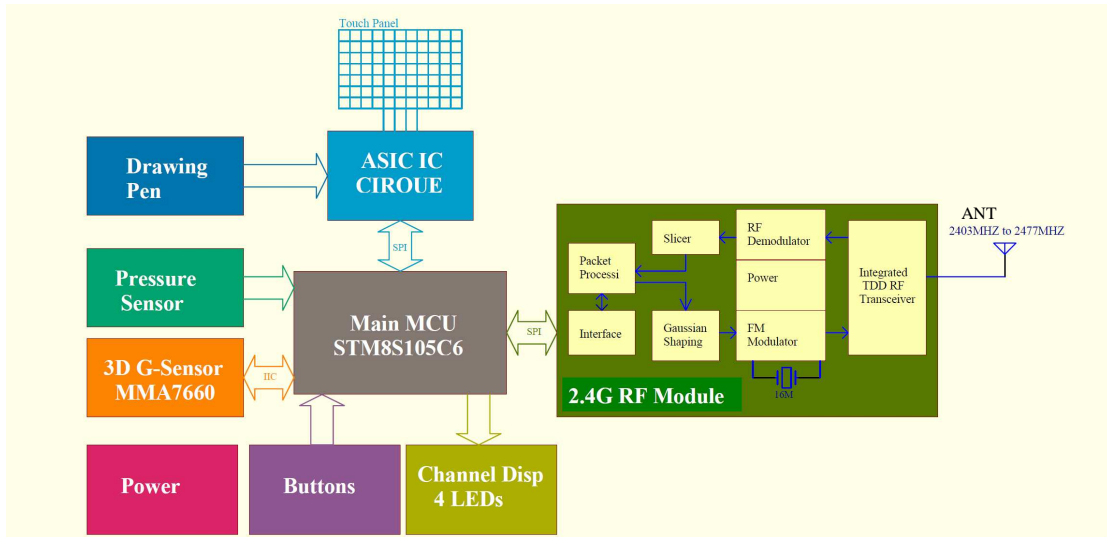 Touch Panel
Drawing
Pen
ASIC IC
CIROUE
SPI
Pressure
Sensor
Main MCU
STM8S105C6
3D G-Sensor
MMA7660
IIC
SPI
Power
Buttons
Channel Disp
4 LEDs
Slicer
RF
Demodulator
Packet
Processi
Power
Integrated
TDD RF
Transceiver
Interface
Gaussian
Shaping
FM
Modulator
16M
2.4G RF Module
ANT
2403MHZ to 2477MHZ